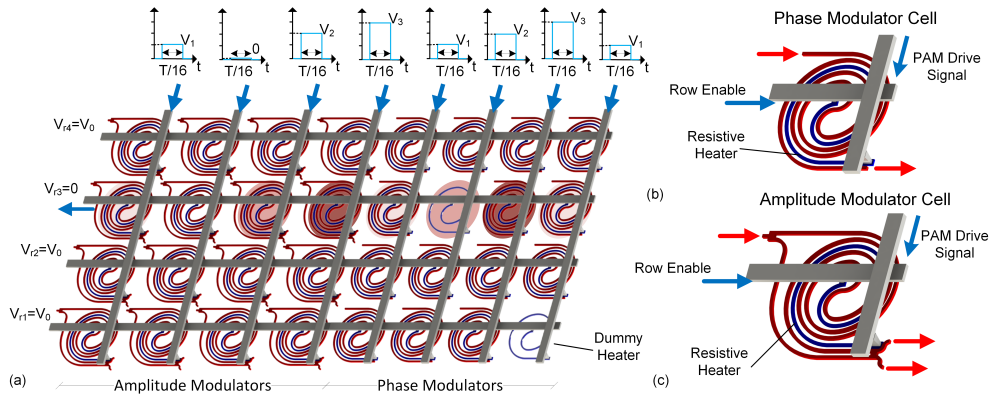 V1
T/16
t
0
T/16
t
V2
T/16
t
V3
T/16
t
V1
T/16
t
V2
T/16
t
V3
T/16
t
V1
T/16
t
Vr4=V0
Vr3=0
Vr2=V0
Vr1=V0
Dummy
Heater
(a)
Amplitude Modulators
Phase Modulators
Phase Modulator Cell
PAM Drive
Signal
Row Enable
Resistive
Heater
(b)
Amplitude Modulator Cell
PAM Drive
Signal
Row Enable
Resistive
Heater
(c)